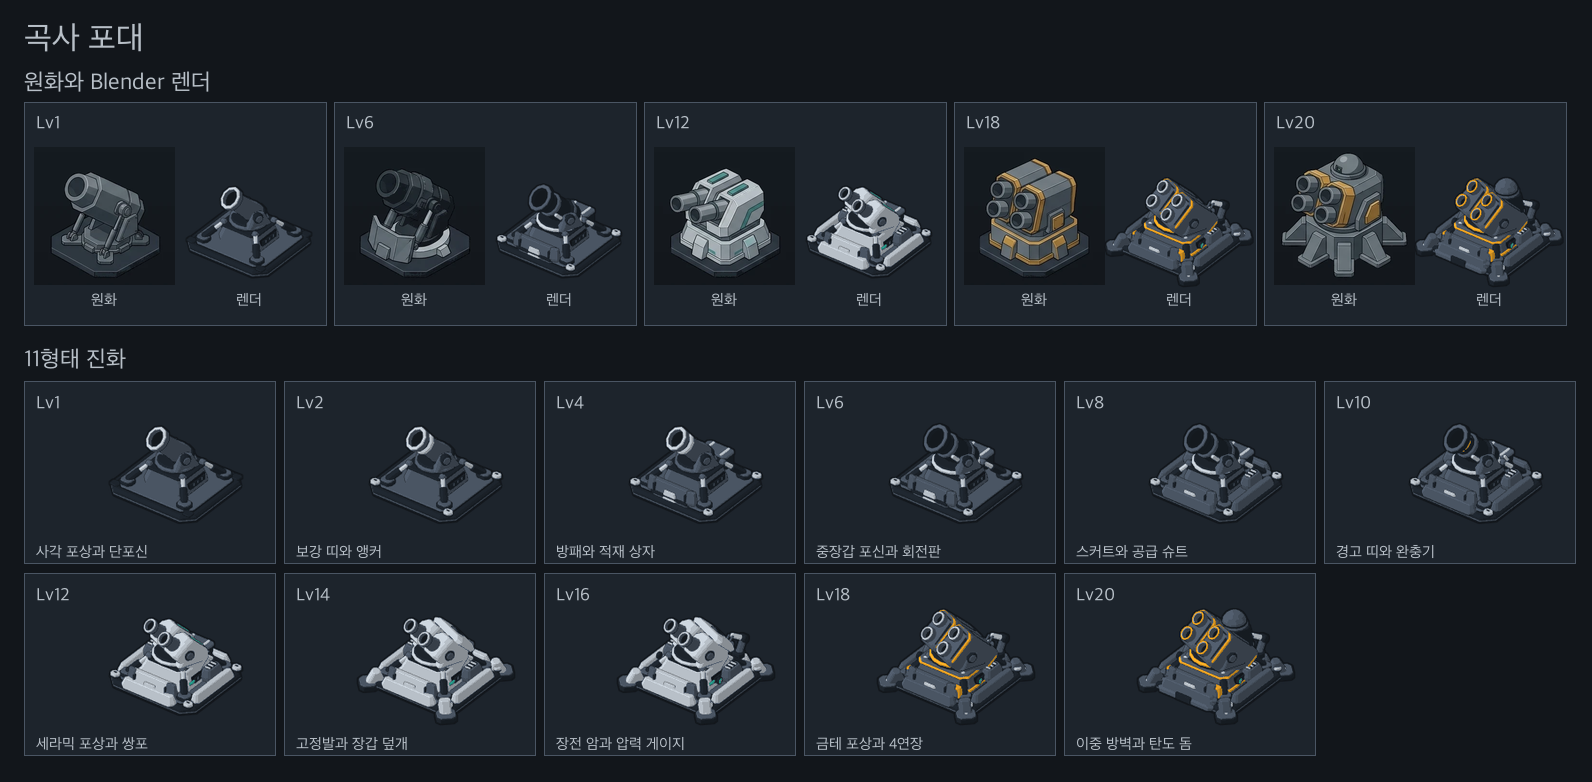 곡사 포대
원화와 Blender 렌더
Lv1 Lv6 Lv12 Lv18 Lv20
원화 렌더 원화 렌더 원화 렌더 원화 렌더 원화 렌더
11형태 진화
Lv1 Lv2 Lv4 Lv6 Lv8 Lv10
사각 포상과 단포신 보강 띠와 앵커 방패와 적재 상자 중장갑 포신과 회전판 스커트와 공급 슈트 경고 띠와 완충기
Lv12 Lv14 Lv16 Lv18 Lv20
세라믹 포상과 쌍포 고정발과 장갑 덮개 장전 암과 압력 게이지 금테 포상과 4연장 이중 방벽과 탄도 돔